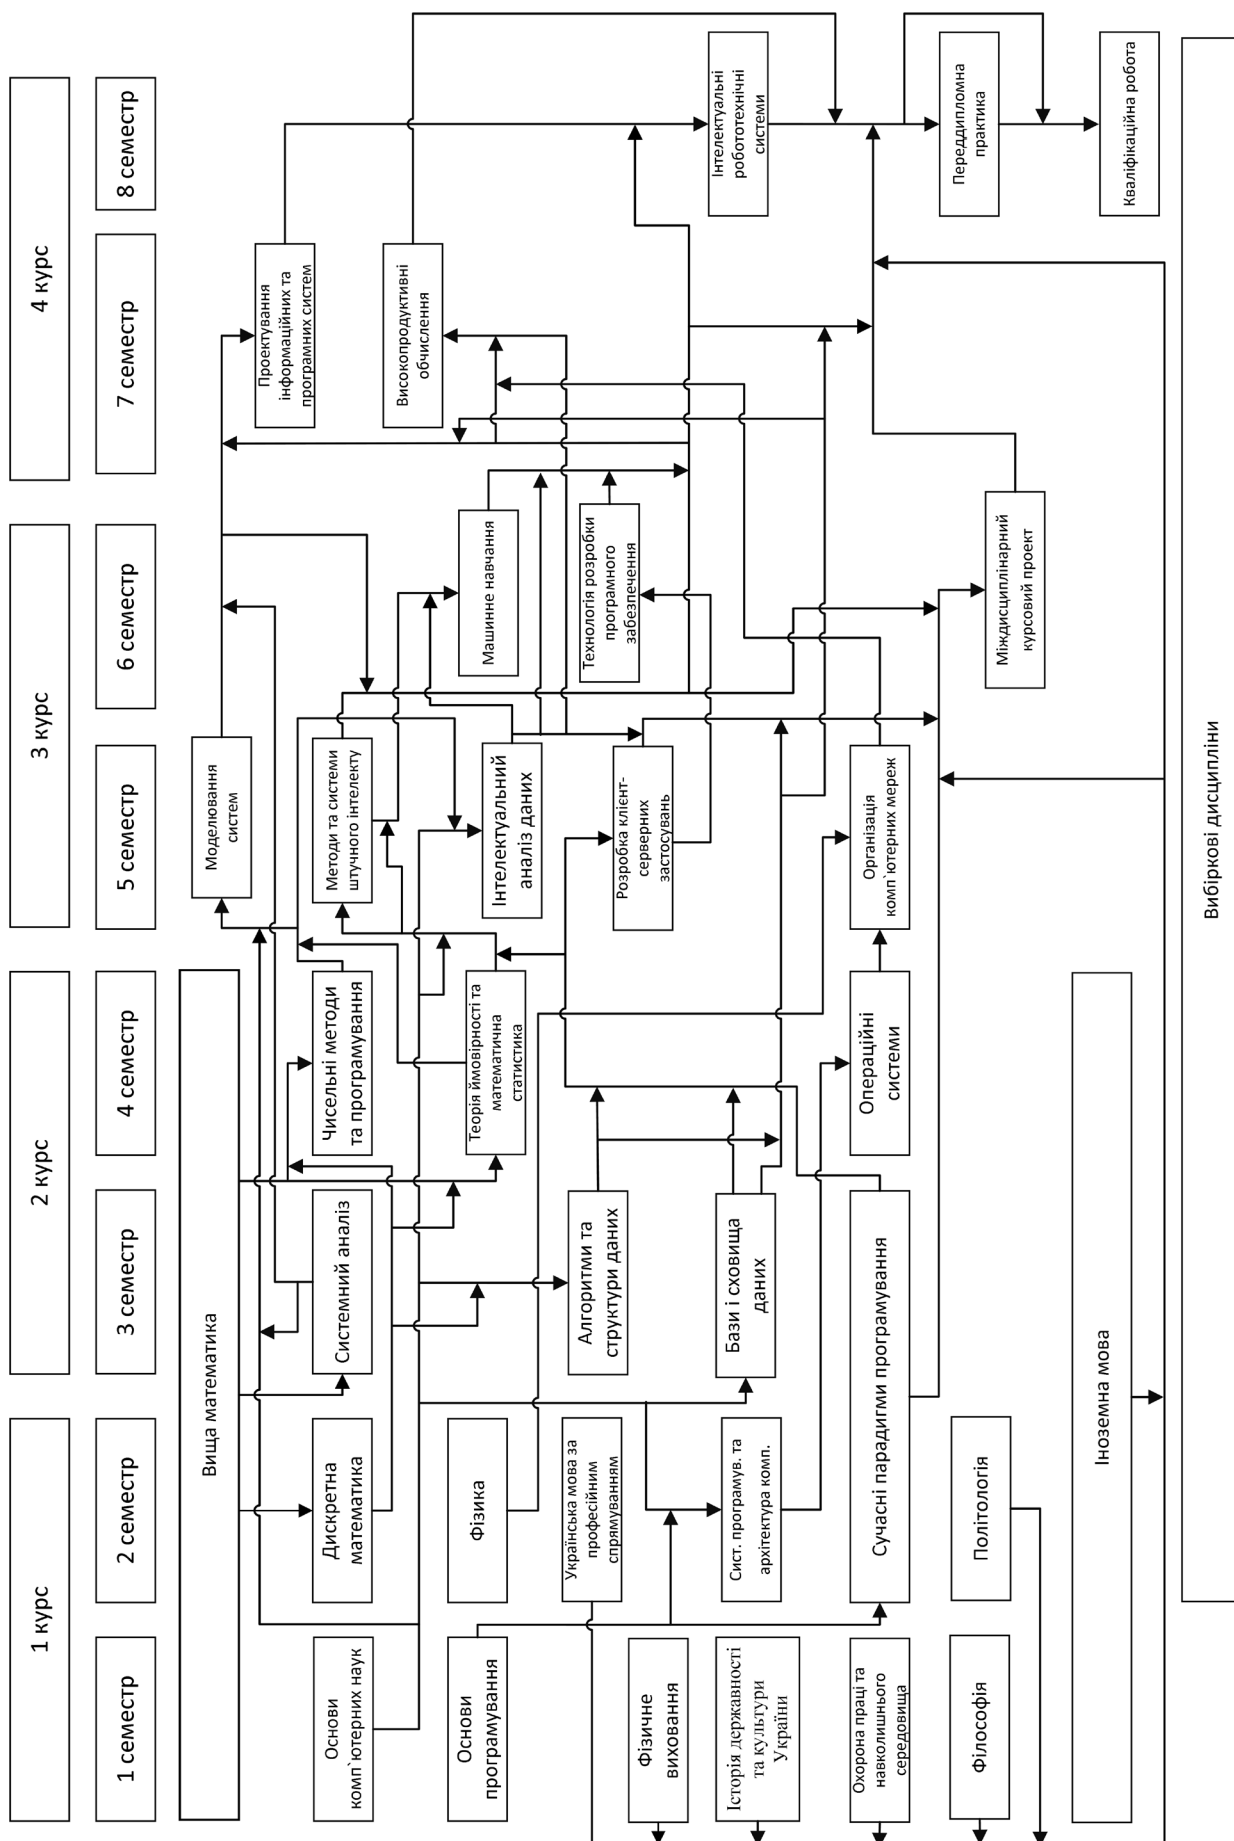 1 курс
2 курс
3 курс
4 курс
1 семестр
2 семестр
3 семестр
4 семестр
5 семестр
6 семестр
7 семестр
8 семестр
Вища математика
Моделювання
систем
Проектування
інформаційних та
програмних систем
Основи
комп`ютерних наук
Дискретна
математика
Системний аналіз
Чисельні методи
та програмування
Методи та системи
штучного інтелекту
Високопродуктивні
обчислення
Основи
програмування
Фізика
Теорія ймовірності та
математична
статистика
Інтелектуальний
аналіз даних
Машинне навчання
Українська мова за
професійним
спрямуванням
Алгоритми та
структури даних
Технологія розробки
програмного
забезпечення
Фізичне
виховання
Розробка клієнт-
серверних
застосувань
Інтелектуальні
робототехнічні
системи
Історія державності
та культури
України
Сист. програмув. та
архітектура комп.
Бази і сховища
даних
Охорона праці та
навколишнього
середовища
Сучасні парадигми програмування
Операційні
системи
Організація
комп`ютерних мереж
Філософія
Політологія
Міждисциплінарний
курсовий проект
Переддипломна
практика
Іноземна мова
Кваліфікаційна робота
Вибіркові дисципліни